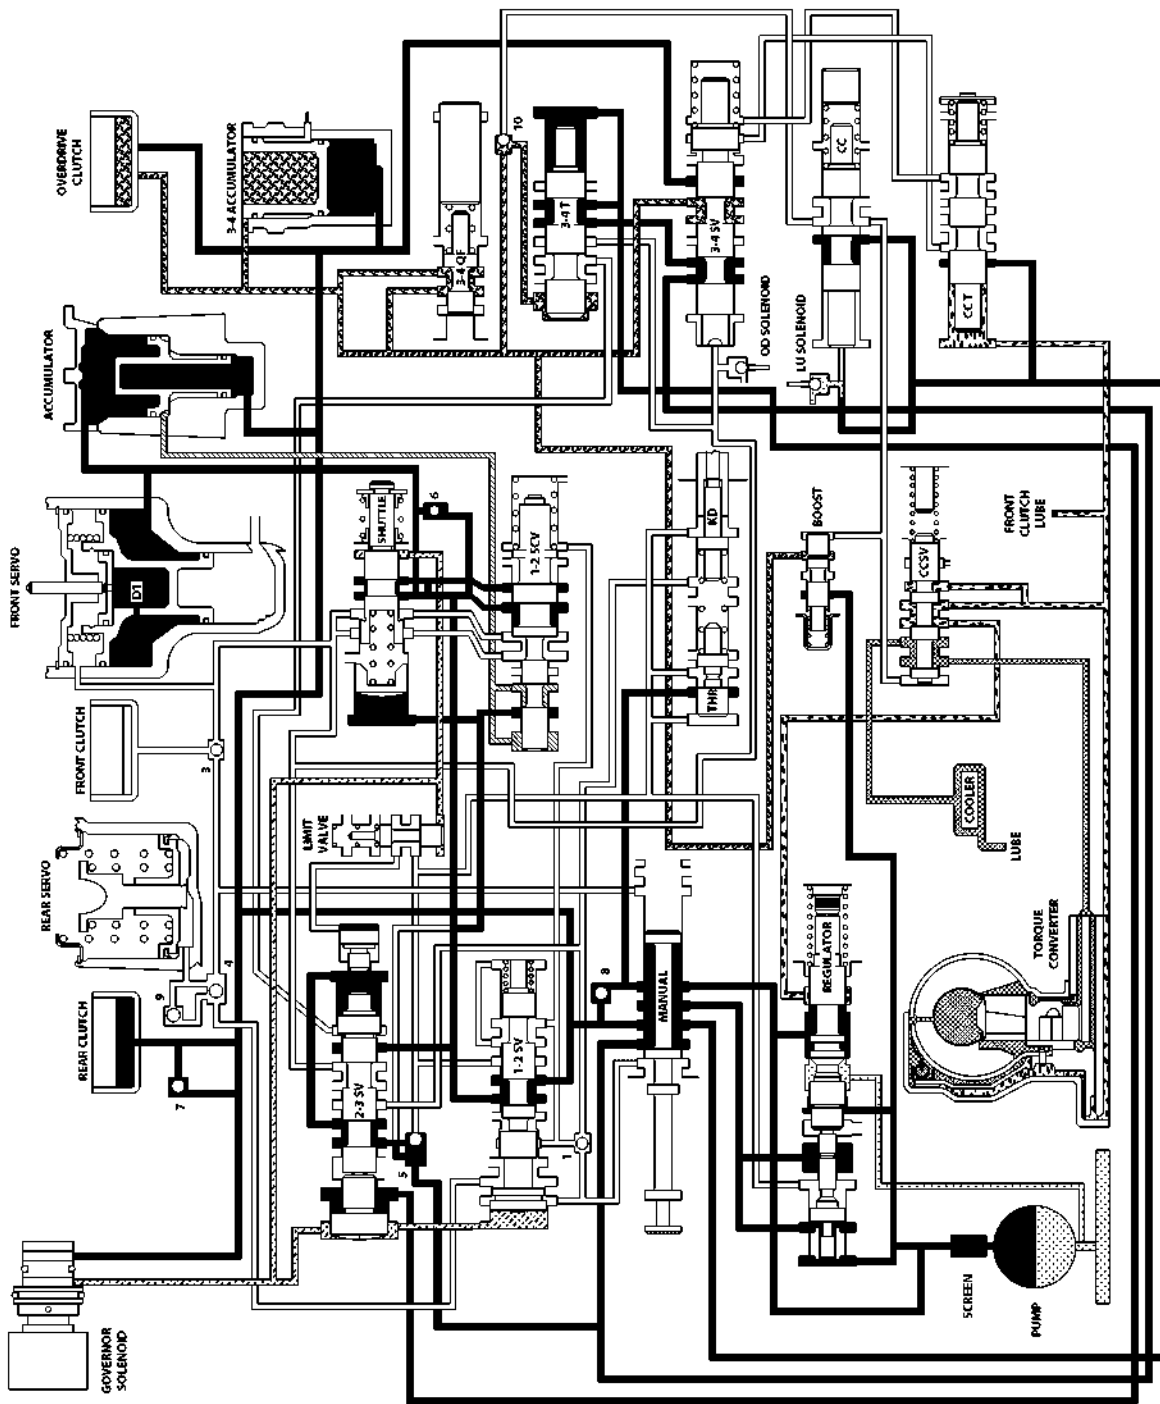 OVERDRIVE
CLUTCH
3-4 ACCUMULATOR
3-4 QF
10
3-4 T
3-4 SV
OD SOLENOID
CC
LU SOLENOID
CC T
ACCUMULATOR
FRONT SERVO
D1
SHUTTLE
6
1-2 SCV
KD
THR
BOOST
CCSV
FRONT
CLUTCH
LUBE
FRONT CLUTCH
3
LIMIT
VALVE
COOLER
LUBE
REAR SERVO
9
4
REAR CLUTCH
7
2-3 SV
5
1-2 SV
1
8
MANUAL
REGULATOR
TORQUE
CONVERTER
GOVERNOR
SOLENOID
SCREEN
PUMP